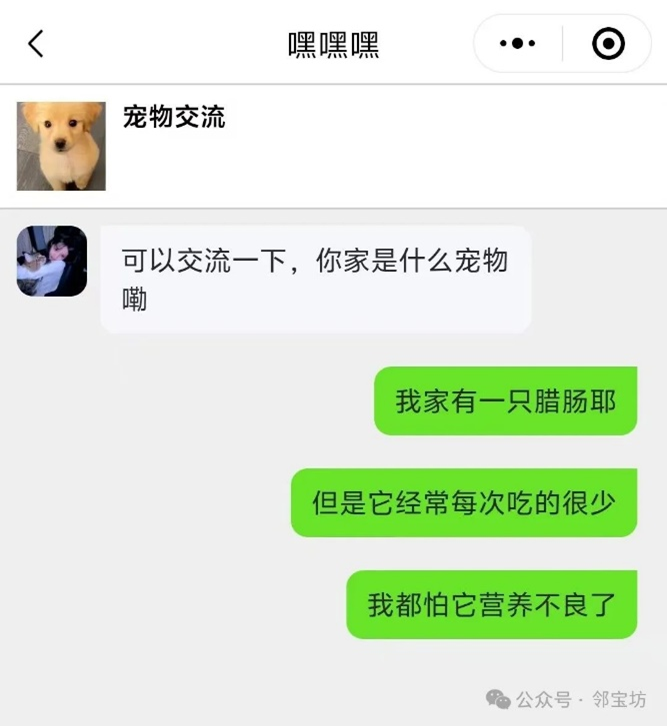 嘿嘿嘿
宠物交流
可以交流一下，你家是什么宠物
嘞
我家有一只腊肠耶
但是它经常每次吃的很少
我都怕它营养不良了
公众号 · 邻宝坊